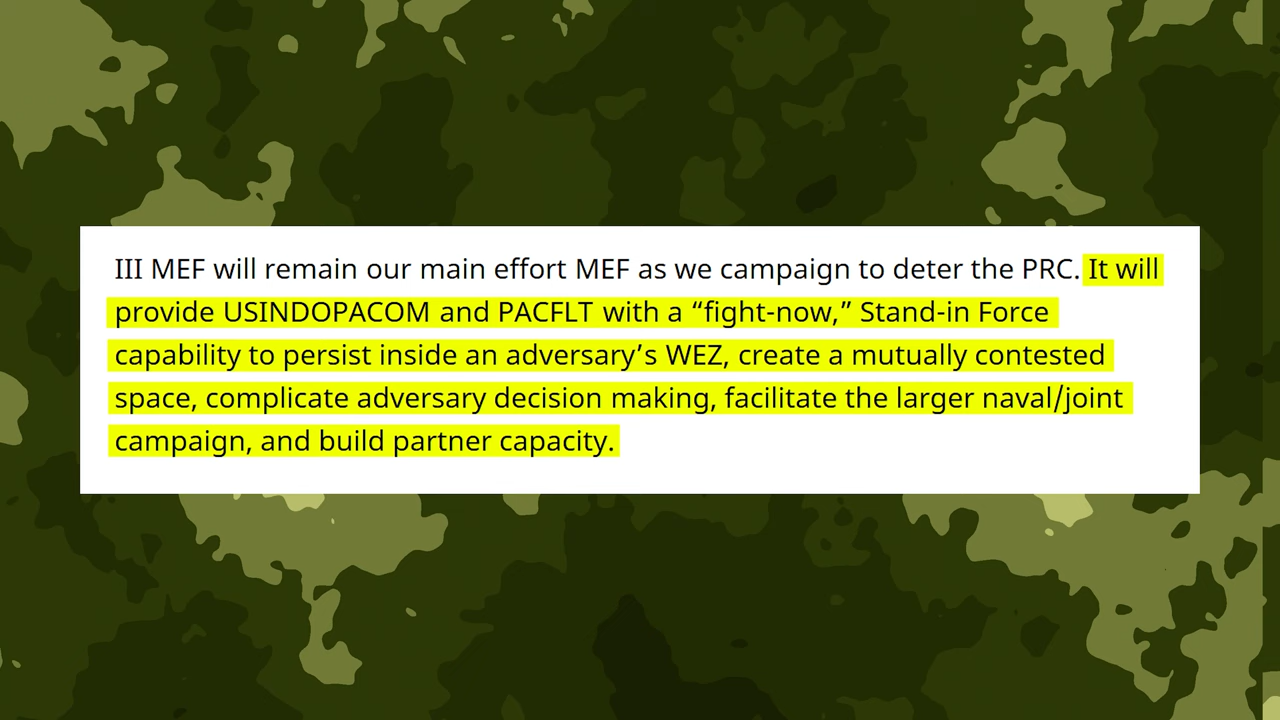 III MEF will remain our main effort MEF as we campaign to deter the PRC. It will
provide USINDOPACOM and PACFLT with a “fight-now,” Stand-in Force
capability to persist inside an adversary’s WEZ, create a mutually contested
space, complicate adversary decision making, facilitate the larger naval/joint
campaign, and build partner capacity.